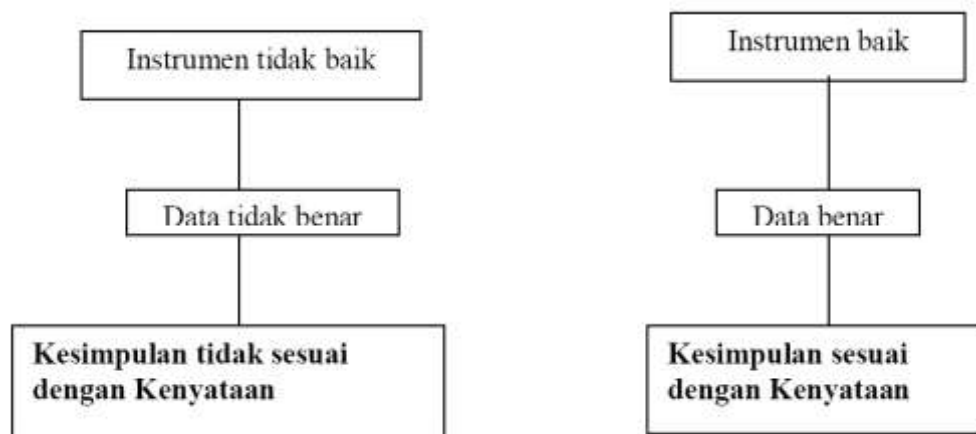 Instrumen tidak baik
Data tidak benar
Kesimpulan tidak sesuai
dengan Kenyataan
Instrumen baik
Data benar
Kesimpulan sesuai
dengan Kenyataan